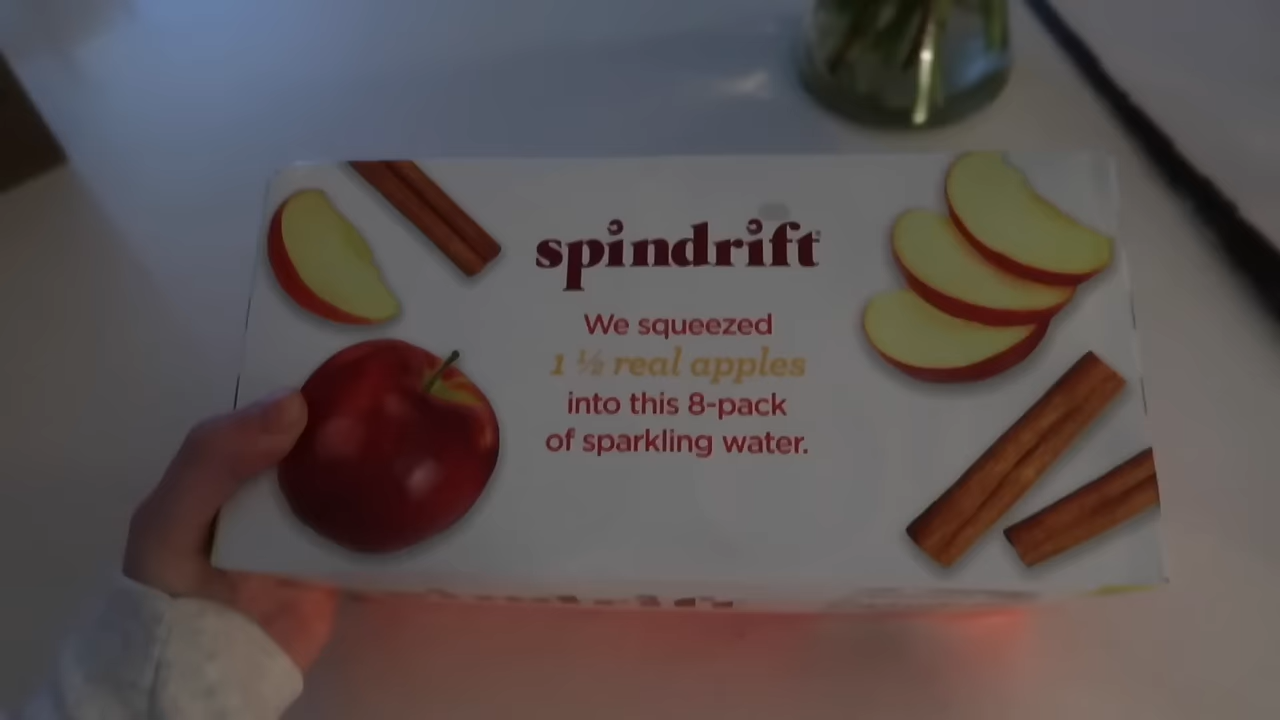 spindrift
We squeezed
1 ½ real apples
into this 8-pack
of sparkling water.